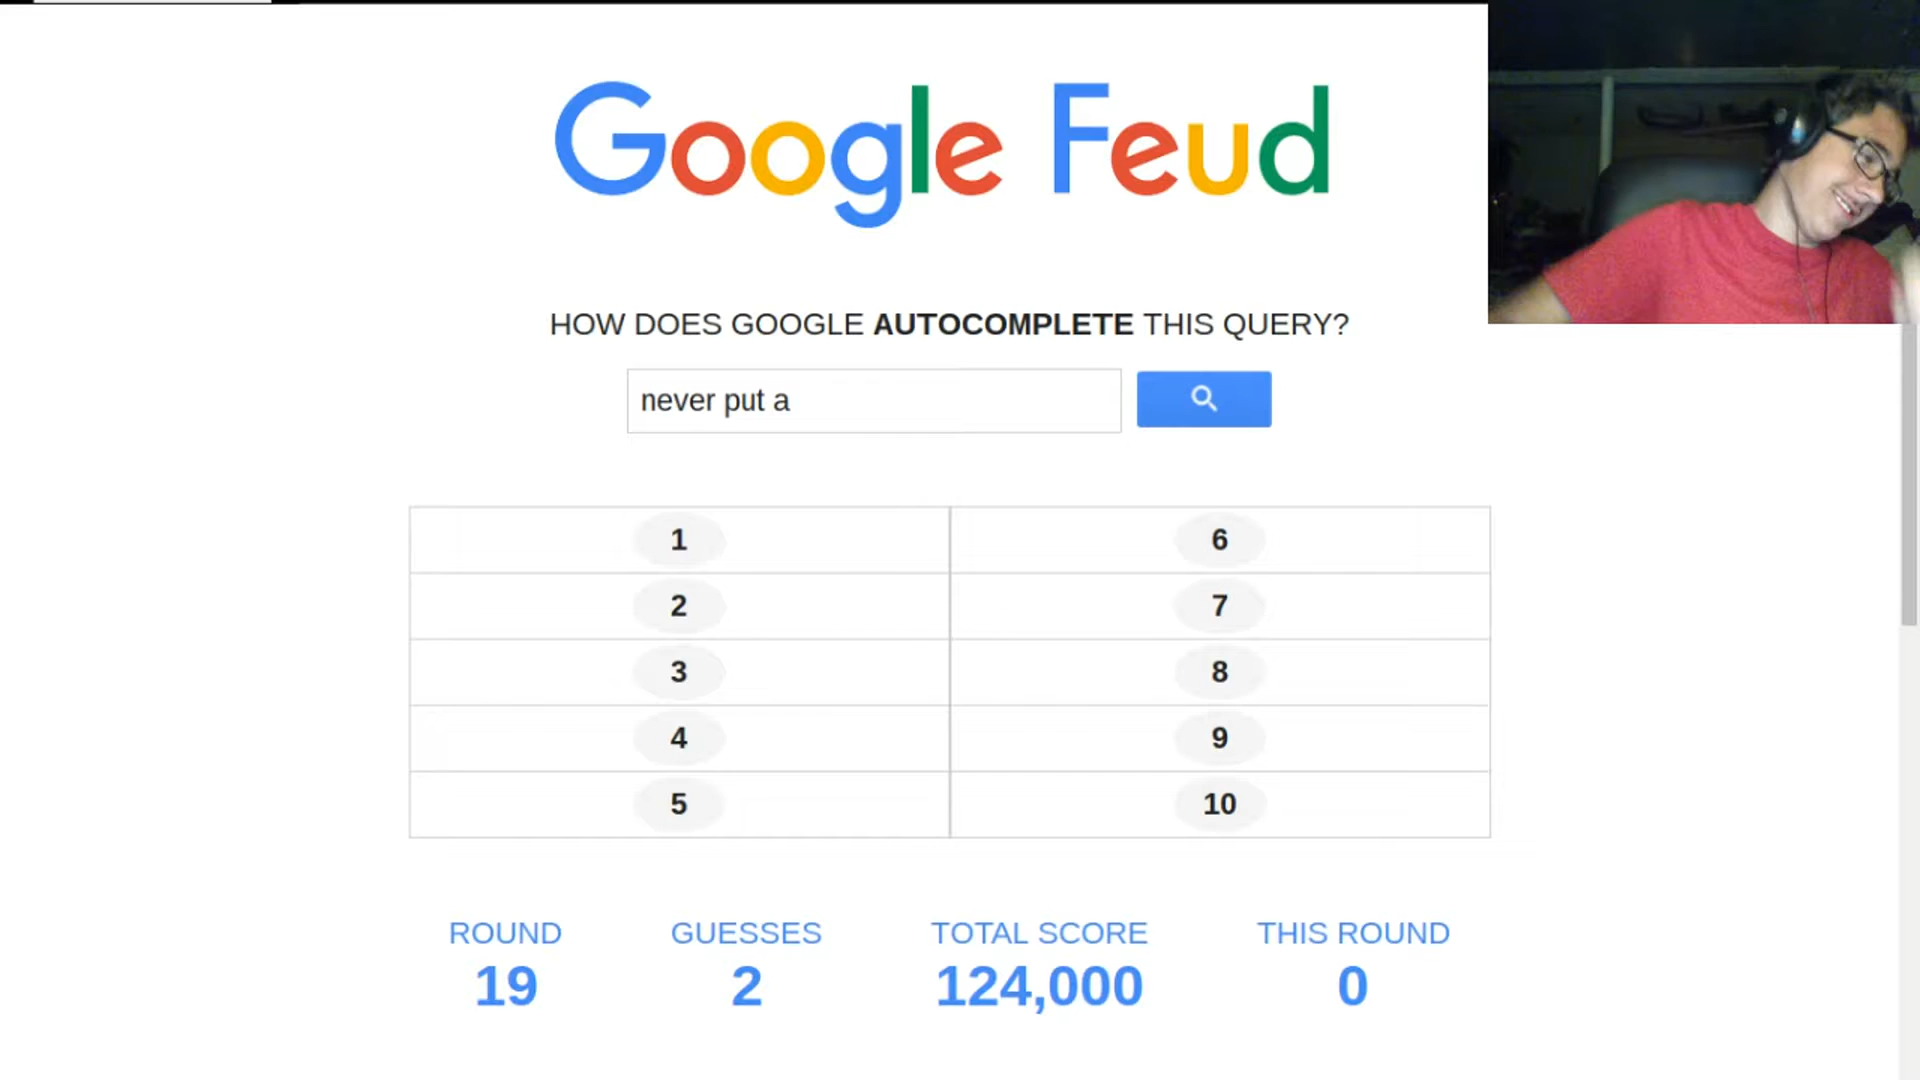 Google Feud
HOW DOES GOOGLE AUTOCOMPLETE THIS QUERY?
never put a
1 6
2 7
3 8
4 9
5 10
ROUND GUESSES TOTAL SCORE THIS ROUND
19 2 124,000 0